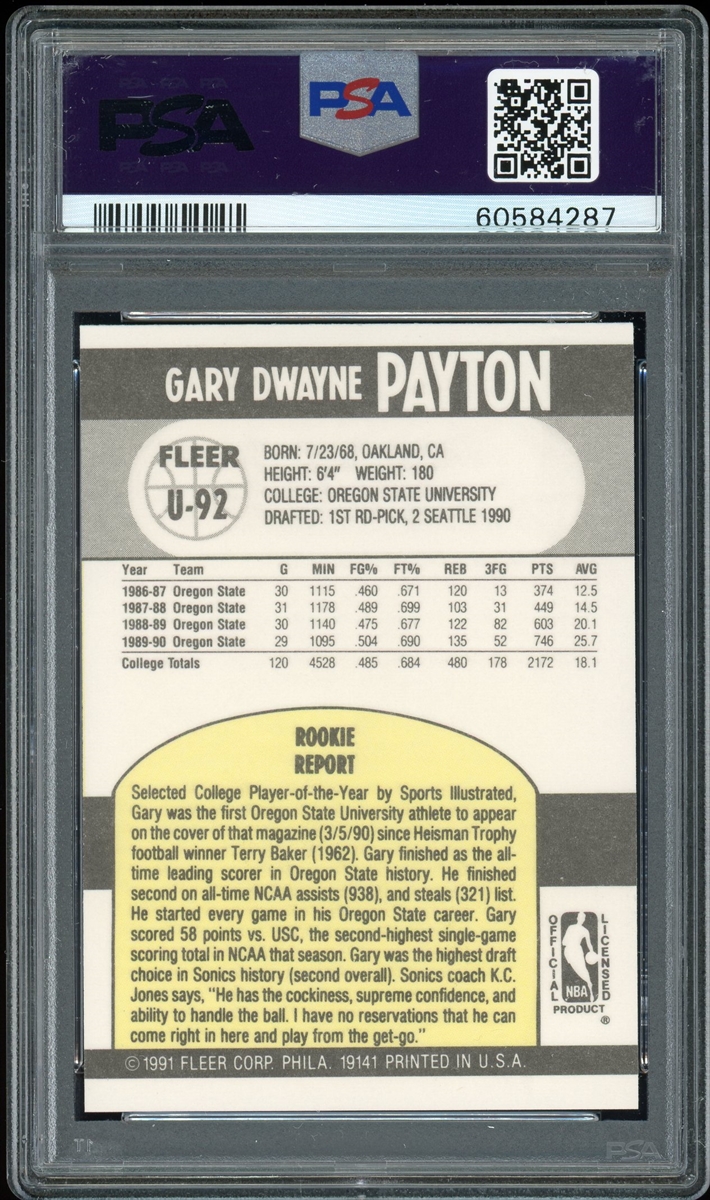 PSA PSA PSA
PSA
PSA PSA PSA
PSA
60584287
GARY DWAYNE PAYTON
FLEER
U-92
BORN: 7/23/68, OAKLAND, CA
HEIGHT: 6'4" WEIGHT: 180
COLLEGE: OREGON STATE UNIVERSITY
DRAFTED: 1ST RD-PICK, 2 SEATTLE 1990
Year Team G MIN FG% FT% REB 3FG PTS AVG
1986-87 Oregon State 30 1115 .460 .671 120 13 374 12.5
1987-88 Oregon State 31 1178 .489 .699 103 31 449 14.5
1988-89 Oregon State 30 1140 .475 .677 122 82 603 20.1
1989-90 Oregon State 29 1095 .504 .690 135 52 746 25.7
College Totals 120 4528 .485 .684 480 178 2172 18.1
ROOKIE
REPORT
Selected College Player-of-the-Year by Sports Illustrated,
Gary was the first Oregon State University athlete to appear
on the cover of that magazine (3/5/90) since Heisman Trophy
football winner Terry Baker (1962). Gary finished as the all-
time leading scorer in Oregon State history. He finished
second on all-time NCAA assists (938), and steals (321) list.
He started every game in his Oregon State career. Gary
scored 58 points vs. USC, the second-highest single-game
scoring total in NCAA that season. Gary was the highest draft
choice in Sonics history (second overall). Sonics coach K.C.
Jones says, "He has the cockiness, supreme confidence, and
ability to handle the ball. I have no reservations that he can
come right in here and play from the get-go."
OFFICIAL
LICENSED
NBA
PRODUCT
®
© 1991 FLEER CORP. PHILA. 19141 PRINTED IN U.S.A.
PSA